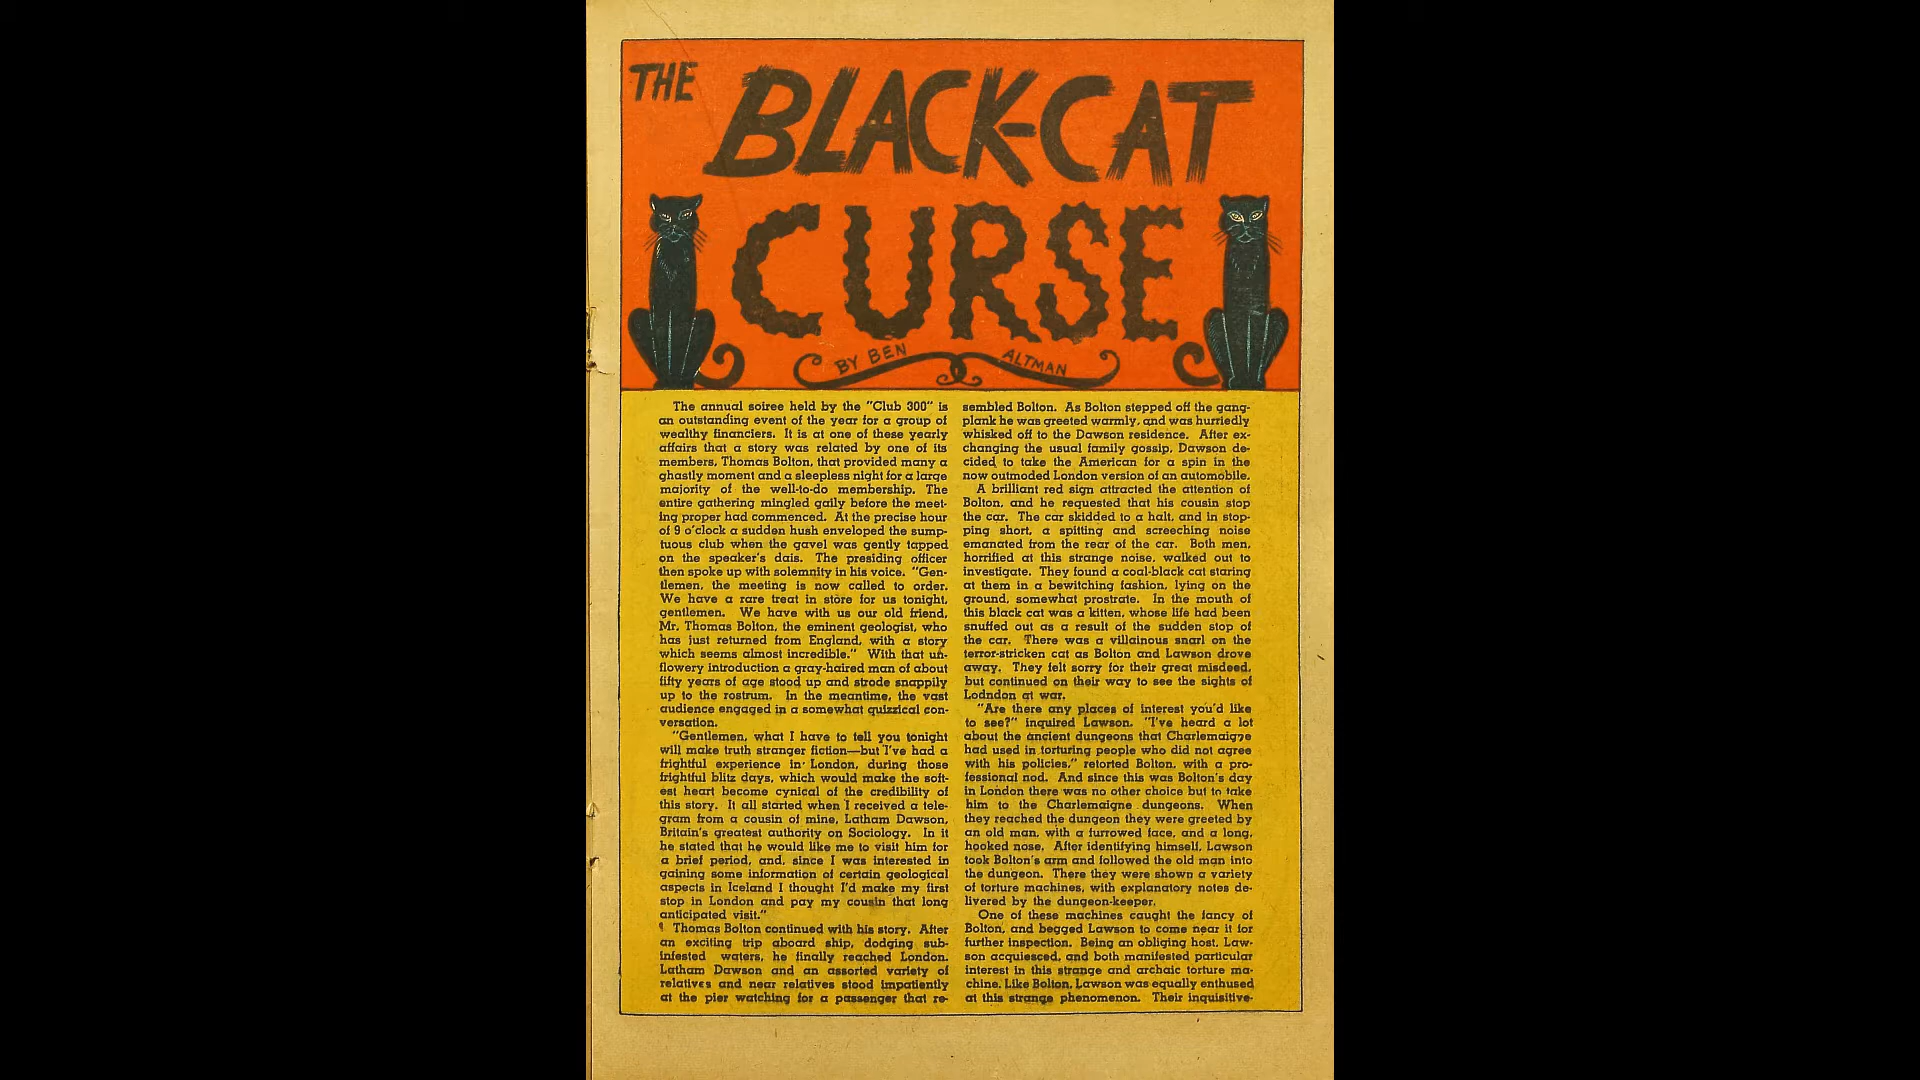 THE
BLACK-CAT
CURSE
BY BEN ALTMAN
The annual soiree held by the "Club 300" is
an outstanding event of the year for a group of
wealthy financiers. It is at one of these yearly
affairs that a story was related by one of its
members, Thomas Bolton, that provided many a
ghastly moment and a sleepless night for a large
majority of the well-to-do membership. The
entire gathering mingled gaily before the meet-
ing proper had commenced. At the precise hour
of 9 o'clock a sudden hush enveloped the sump-
tuous club when the gavel was gently tapped
on the speaker's dais. The presiding officer
then spoke up with solemnity in his voice. "Gen-
tlemen, the meeting is now called to order.
We have a rare treat in store for us tonight,
gentlemen. We have with us our old friend,
Mr. Thomas Bolton, the eminent geologist, who
has just returned from England, with a story
which seems almost incredible." With that un-
flowery introduction a gray-haired man of about
fifty years of age stood up and strode snappily
up to the rostrum. In the meantime, the vast
audience engaged in a somewhat quizzical con-
versation.
"Gentlemen, what I have to tell you tonight
will make truth stranger fiction—but I've had a
frightful experience in London, during those
frightful blitz days, which would make the soft-
est heart become cynical of the credibility of
this story. It all started when I received a tele-
gram from a cousin of mine, Latham Dawson,
Britain's greatest authority on Sociology. In it
he stated that he would like me to visit him for
a brief period, and, since I was interested in
gaining some information of certain geological
aspects in Iceland I thought I'd make my first
stop in London and pay my cousin that long
anticipated visit."
Thomas Bolton continued with his story. After
an exciting trip aboard ship, dodging sub-
infested waters, he finally reached London.
Latham Dawson and an assorted variety of
relatives and near relatives stood impatiently
at the pier watching for a passenger that re-
sembled Bolton. As Bolton stepped off the gang-
plank he was greeted warmly, and was hurriedly
whisked off to the Dawson residence. After ex-
changing the usual family gossip, Dawson de-
cided to take the American for a spin in the
now outmoded London version of an automobile.
A brilliant red sign attracted the attention of
Bolton, and he requested that his cousin stop
the car. The car skidded to a halt, and in stop-
ping short, a spitting and screeching noise
emanated from the rear of the car. Both men,
horrified at this strange noise, walked out to
investigate. They found a coal-black cat staring
at them in a bewitching fashion, lying on the
ground, somewhat prostrate. In the mouth of
this black cat was a kitten, whose life had been
snuffed out as a result of the sudden stop of
the car. There was a villainous snarl on the
terror-stricken cat as Bolton and Lawson drove
away. They felt sorry for their great misdeed,
but continued on their way to see the sights of
Lodndon at war.
"Are there any places of interest you'd like
to see?" inquired Lawson. "I've heard a lot
about the ancient dungeons that Charlemaigne
had used in torturing people who did not agree
with his policies," retorted Bolton, with a pro-
fessional nod. And since this was Bolton's day
in London there was no other choice but to take
him to the Charlemaigne dungeons. When
they reached the dungeon they were greeted by
an old man, with a furrowed face, and a long,
hooked nose. After identifying himself, Lawson
took Bolton's arm and followed the old man into
the dungeon. There they were shown a variety
of torture machines, with explanatory notes de-
livered by the dungeon-keeper.
One of these machines caught the fancy of
Bolton, and begged Lawson to come near it for
further inspection. Being an obliging host, Law-
son acquiesced, and both manifested particular
interest in this strange and archaic torture ma-
chine. Like Bolton, Lawson was equally enthused
at this strange phenomenon. Their inquisitive-